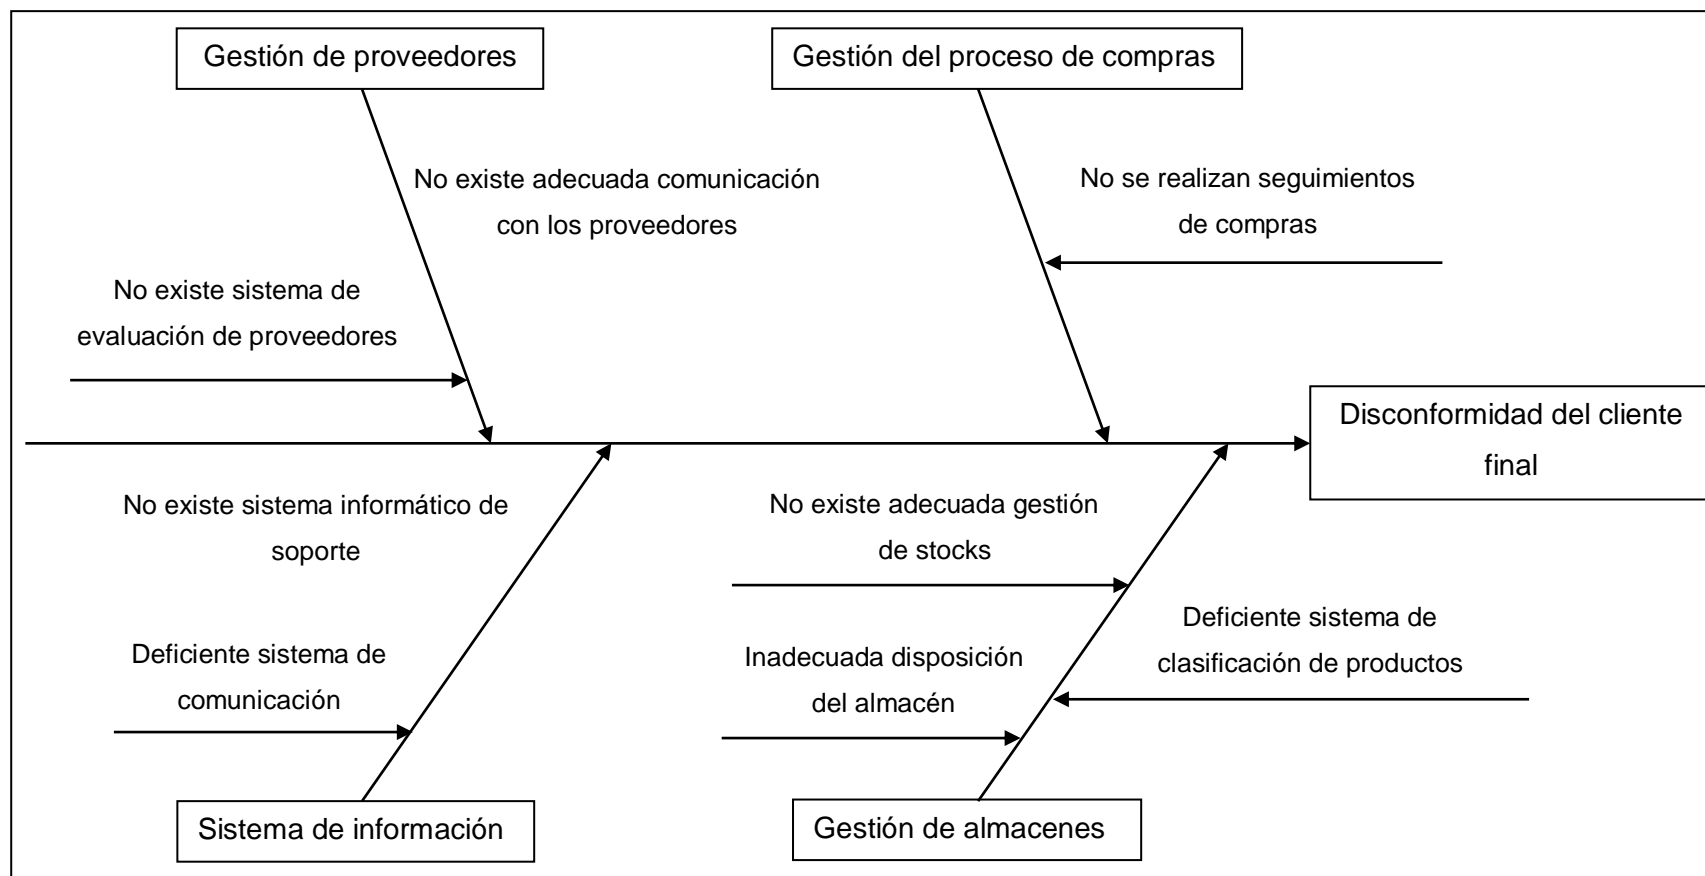 Gestión de proveedores
Gestión del proceso de compras
No existe adecuada comunicación
con los proveedores
No se realizan seguimientos
de compras
No existe sistema de
evaluación de proveedores
Disconformidad del cliente
final
No existe sistema informático de
soporte
No existe adecuada gestión
de stocks
Deficiente sistema de
clasificación de productos
Deficiente sistema de
comunicación
Inadecuada disposición
del almacén
Sistema de información
Gestión de almacenes